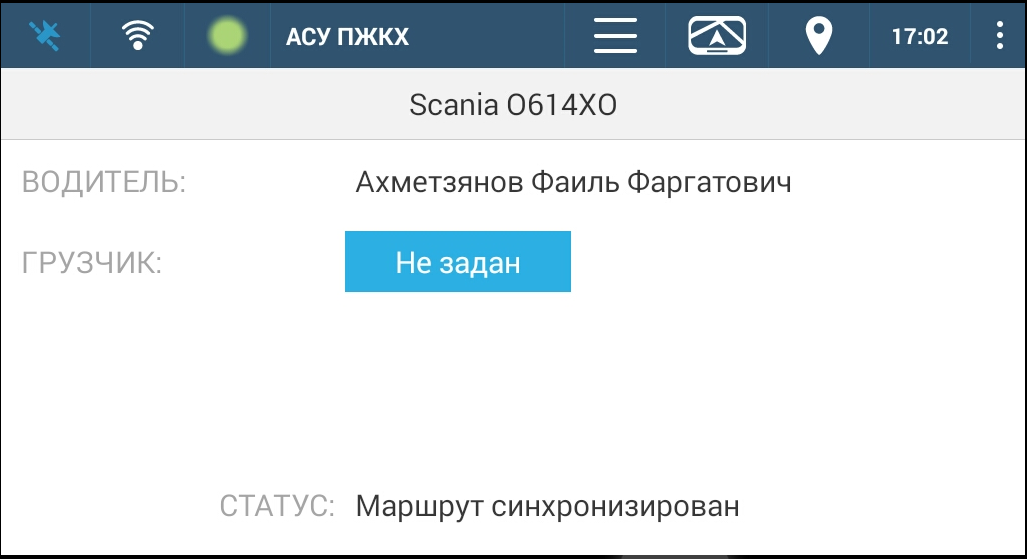 АСУ ПЖКХ
17:02
Scania О614ХО
ВОДИТЕЛЬ: Ахметзянов Фаиль Фаргатович
ГРУЗЧИК: Не задан
СТАТУС: Маршрут синхронизирован